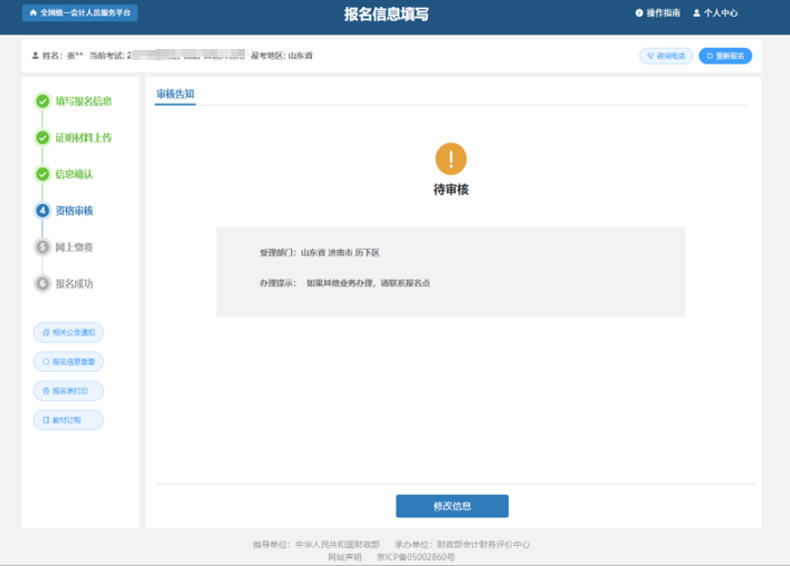 全国统一会计人员服务平台
报名信息填写
操作指南 个人中心
姓名：张** 当前考试: 2 报考地区: 山东省
咨询电话 重新报名
填写报名信息
证明材料上传
信息确认
4 资格审核
5 网上缴费
6 报名成功
相关公告通知
报名信息查看
报名表打印
教材订购
审核告知
待审核
受理部门： 山东省 济南市 历下区
办理提示： 如果其他业务办理，请联系报名点
修改信息
指导单位：中华人民共和国财政部 承办单位：财政部会计财务评价中心
网站声明 京ICP备05002860号